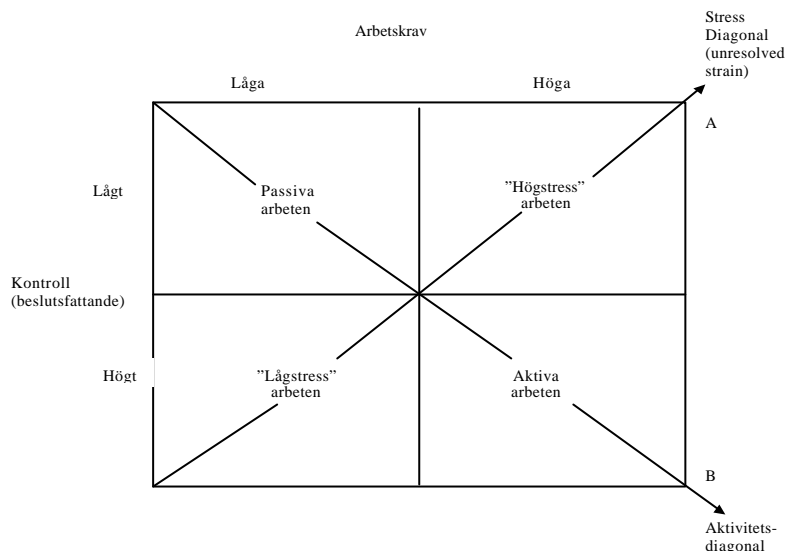 Arbetskrav
Stress
Diagonal
(unresolved
strain)
Låga
Höga
A
Lågt
Passiva
arbeten
”Högstress”
arbeten
Kontroll
(beslutsfattande)
Högt
”Lågstress”
arbeten
Aktiva
arbeten
B
Aktivitets-
diagonal